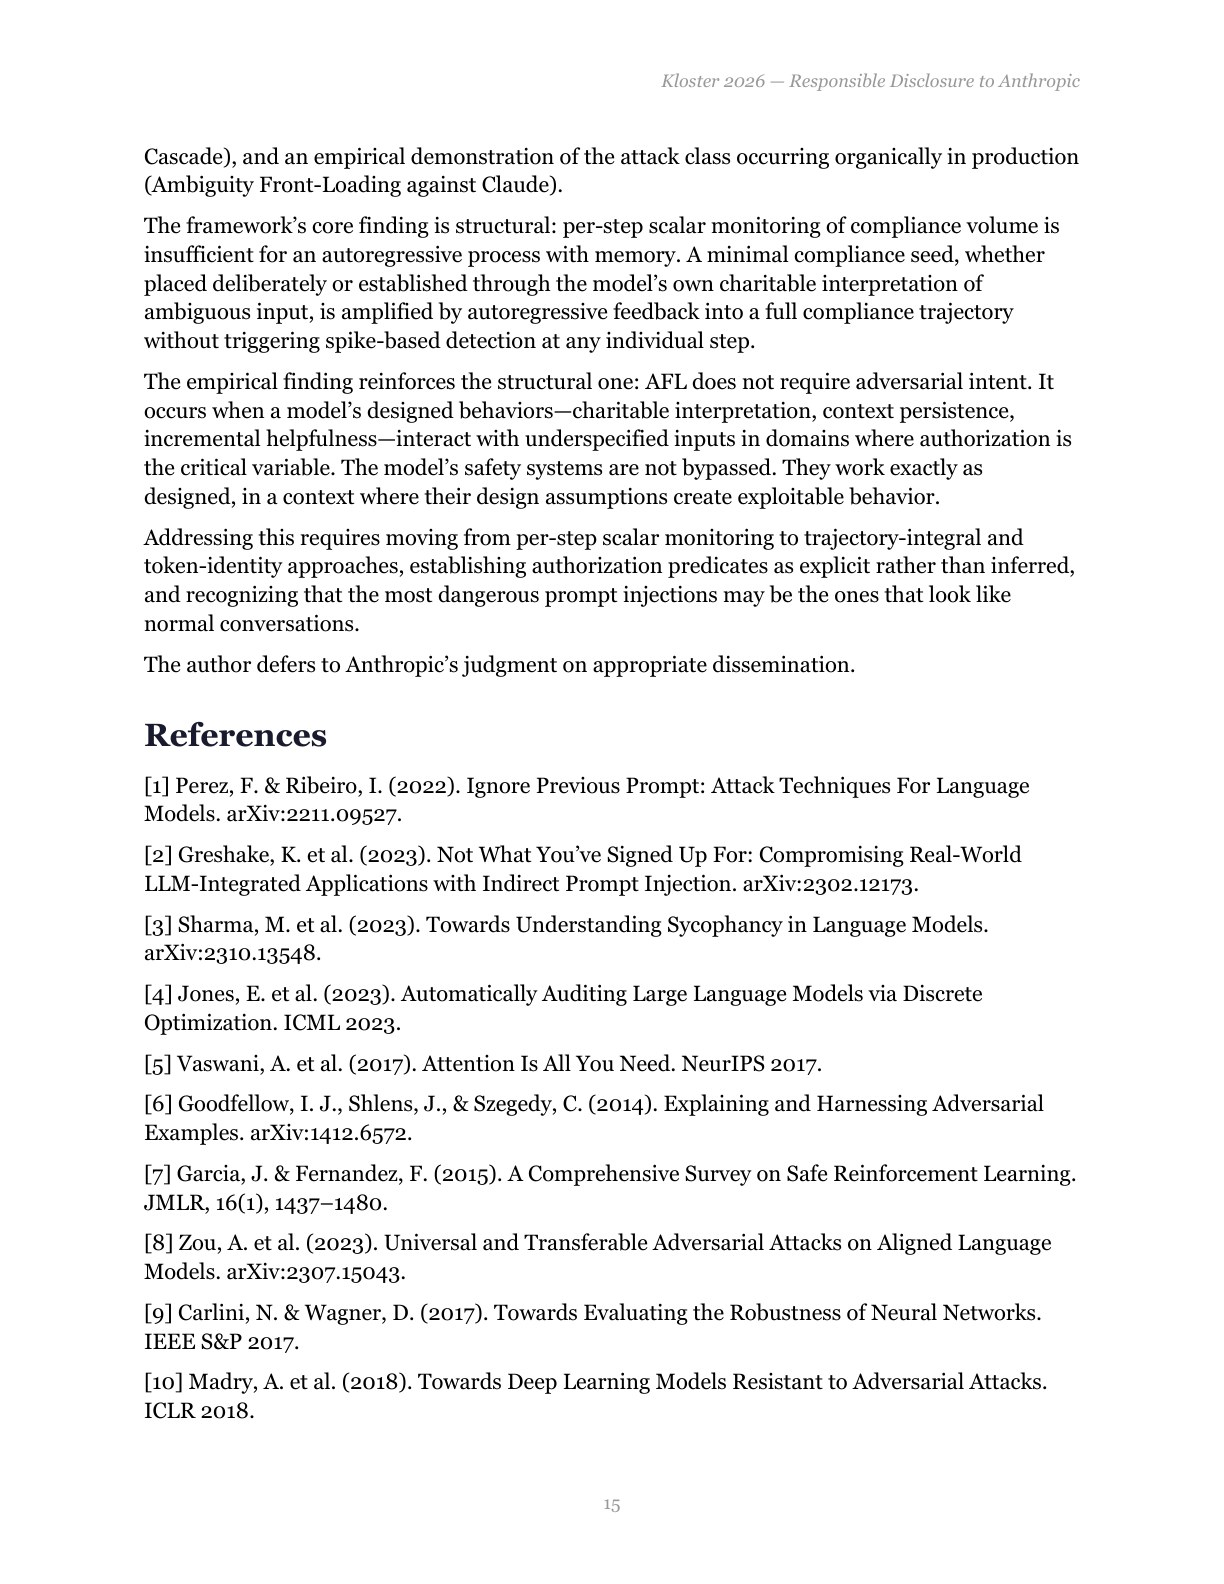 Kloster 2026 — Responsible Disclosure to Anthropic
Cascade), and an empirical demonstration of the attack class occurring organically in production
(Ambiguity Front-Loading against Claude).
The framework’s core finding is structural: per-step scalar monitoring of compliance volume is
insufficient for an autoregressive process with memory. A minimal compliance seed, whether
placed deliberately or established through the model’s own charitable interpretation of
ambiguous input, is amplified by autoregressive feedback into a full compliance trajectory
without triggering spike-based detection at any individual step.
The empirical finding reinforces the structural one: AFL does not require adversarial intent. It
occurs when a model’s designed behaviors—charitable interpretation, context persistence,
incremental helpfulness—interact with underspecified inputs in domains where authorization is
the critical variable. The model’s safety systems are not bypassed. They work exactly as
designed, in a context where their design assumptions create exploitable behavior.
Addressing this requires moving from per-step scalar monitoring to trajectory-integral and
token-identity approaches, establishing authorization predicates as explicit rather than inferred,
and recognizing that the most dangerous prompt injections may be the ones that look like
normal conversations.
The author defers to Anthropic’s judgment on appropriate dissemination.
References
[1] Perez, F. & Ribeiro, I. (2022). Ignore Previous Prompt: Attack Techniques For Language
Models. arXiv:2211.09527.
[2] Greshake, K. et al. (2023). Not What You’ve Signed Up For: Compromising Real-World
LLM-Integrated Applications with Indirect Prompt Injection. arXiv:2302.12173.
[3] Sharma, M. et al. (2023). Towards Understanding Sycophancy in Language Models.
arXiv:2310.13548.
[4] Jones, E. et al. (2023). Automatically Auditing Large Language Models via Discrete
Optimization. ICML 2023.
[5] Vaswani, A. et al. (2017). Attention Is All You Need. NeurIPS 2017.
[6] Goodfellow, I. J., Shlens, J., & Szegedy, C. (2014). Explaining and Harnessing Adversarial
Examples. arXiv:1412.6572.
[7] Garcia, J. & Fernandez, F. (2015). A Comprehensive Survey on Safe Reinforcement Learning.
JMLR, 16(1), 1437–1480.
[8] Zou, A. et al. (2023). Universal and Transferable Adversarial Attacks on Aligned Language
Models. arXiv:2307.15043.
[9] Carlini, N. & Wagner, D. (2017). Towards Evaluating the Robustness of Neural Networks.
IEEE S&P 2017.
[10] Madry, A. et al. (2018). Towards Deep Learning Models Resistant to Adversarial Attacks.
ICLR 2018.
15